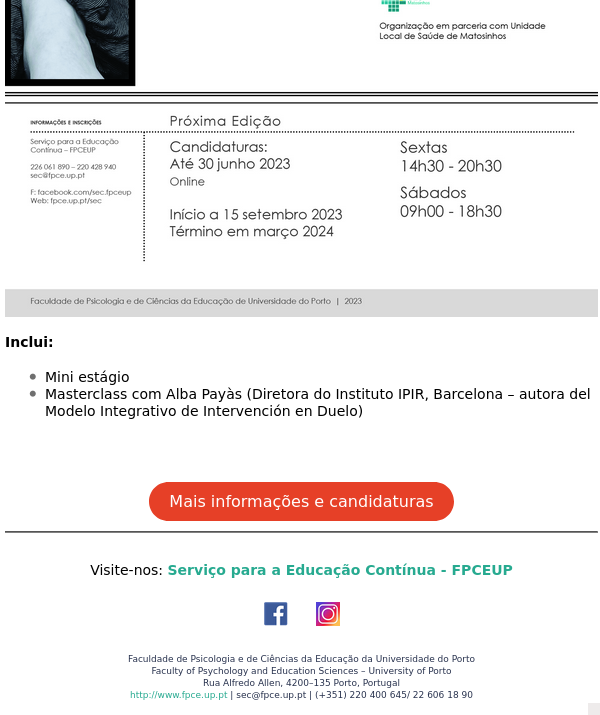 Matosinhos
Organização em parceria com Unidade
Local de Saúde de Matosinhos
INFORMAÇÕES E INSCRIÇÕES
Serviço para a Educação
Contínua – FPCEUP
226 061 890 – 220 428 940
sec@fpce.up.pt
F: facebook.com/sec.fpceup
Web: fpce.up.pt/sec
Próxima Edição
Candidaturas:
Até 30 junho 2023
Online
Início a 15 setembro 2023
Término em março 2024
Sextas
14h30 - 20h30
Sábados
09h00 - 18h30
Faculdade de Psicologia e de Ciências da Educação de Universidade do Porto | 2023
Inclui:
Mini estágio
Masterclass com Alba Payàs (Diretora do Instituto IPIR, Barcelona – autora del
Modelo Integrativo de Intervención en Duelo)
Mais informações e candidaturas
Visite-nos: Serviço para a Educação Contínua - FPCEUP
Faculdade de Psicologia e de Ciências da Educação da Universidade do Porto
Faculty of Psychology and Education Sciences – University of Porto
Rua Alfredo Allen, 4200–135 Porto, Portugal
http://www.fpce.up.pt | sec@fpce.up.pt | (+351) 220 400 645/ 22 606 18 90